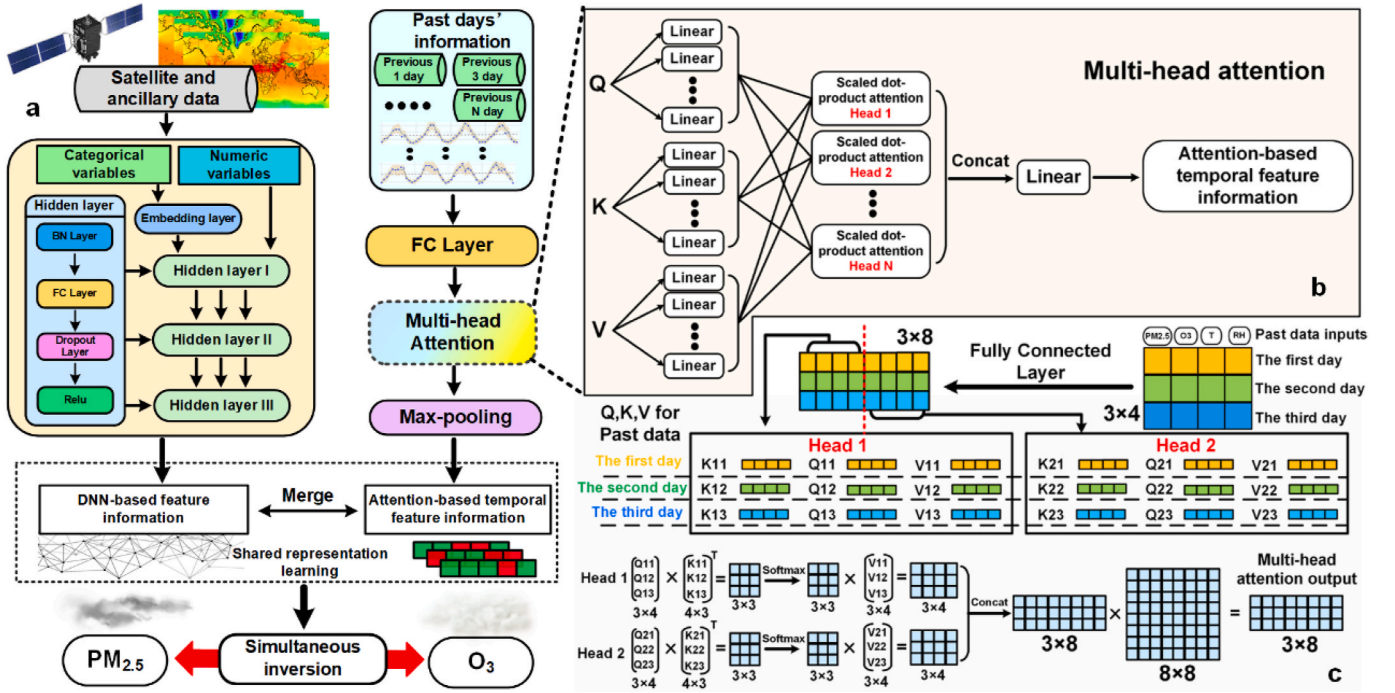 a
Satellite and
ancillary data
Categorical
variables
Numeric
variables
Hidden layer
BN Layer
FC Layer
Dropout
Layer
Relu
Embedding layer
Hidden layer I
Hidden layer II
Hidden layer III
Past days'
information
Previous
1 day
Previous
3 day
Previous
N day
FC Layer
Multi-head
Attention
Max-pooling
DNN-based feature
information
Merge
Attention-based temporal
feature information
Shared representation
learning
PM2.5
Simultaneous
inversion
O3
Q
Linear
Linear
Linear
K
Linear
Linear
Linear
V
Linear
Linear
Linear
Scaled dot-
product attention
Head 1
Scaled dot-
product attention
Head 2
Scaled dot-
product attention
Head N
Multi-head attention
Concat
Linear
Attention-based
temporal feature
information
b
3×8
Fully Connected
Layer
PM2.5 O3 T RH
Past data inputs
The first day
The second day
The third day
3×4
Q,K,V for
Past data
Head 1
Head 2
The first day
K11 Q11 V11 K21 Q21 V21
The second day
K12 Q12 V12 K22 Q22 V22
The third day
K13 Q13 V13 K23 Q23 V23
Head 1
Q11
Q12
Q13
3×4
×
K11
K12
K13
T
4×3
=
3×3
Softmax
3×3
×
V11
V12
V13
3×4
=
3×4
Head 2
Q21
Q22
Q23
3×4
×
K21
K22
K23
T
4×3
=
3×3
Softmax
3×3
×
V21
V22
V23
3×4
=
3×4
Concat
3×8
×
8×8
=
Multi-head
attention output
3×8
c